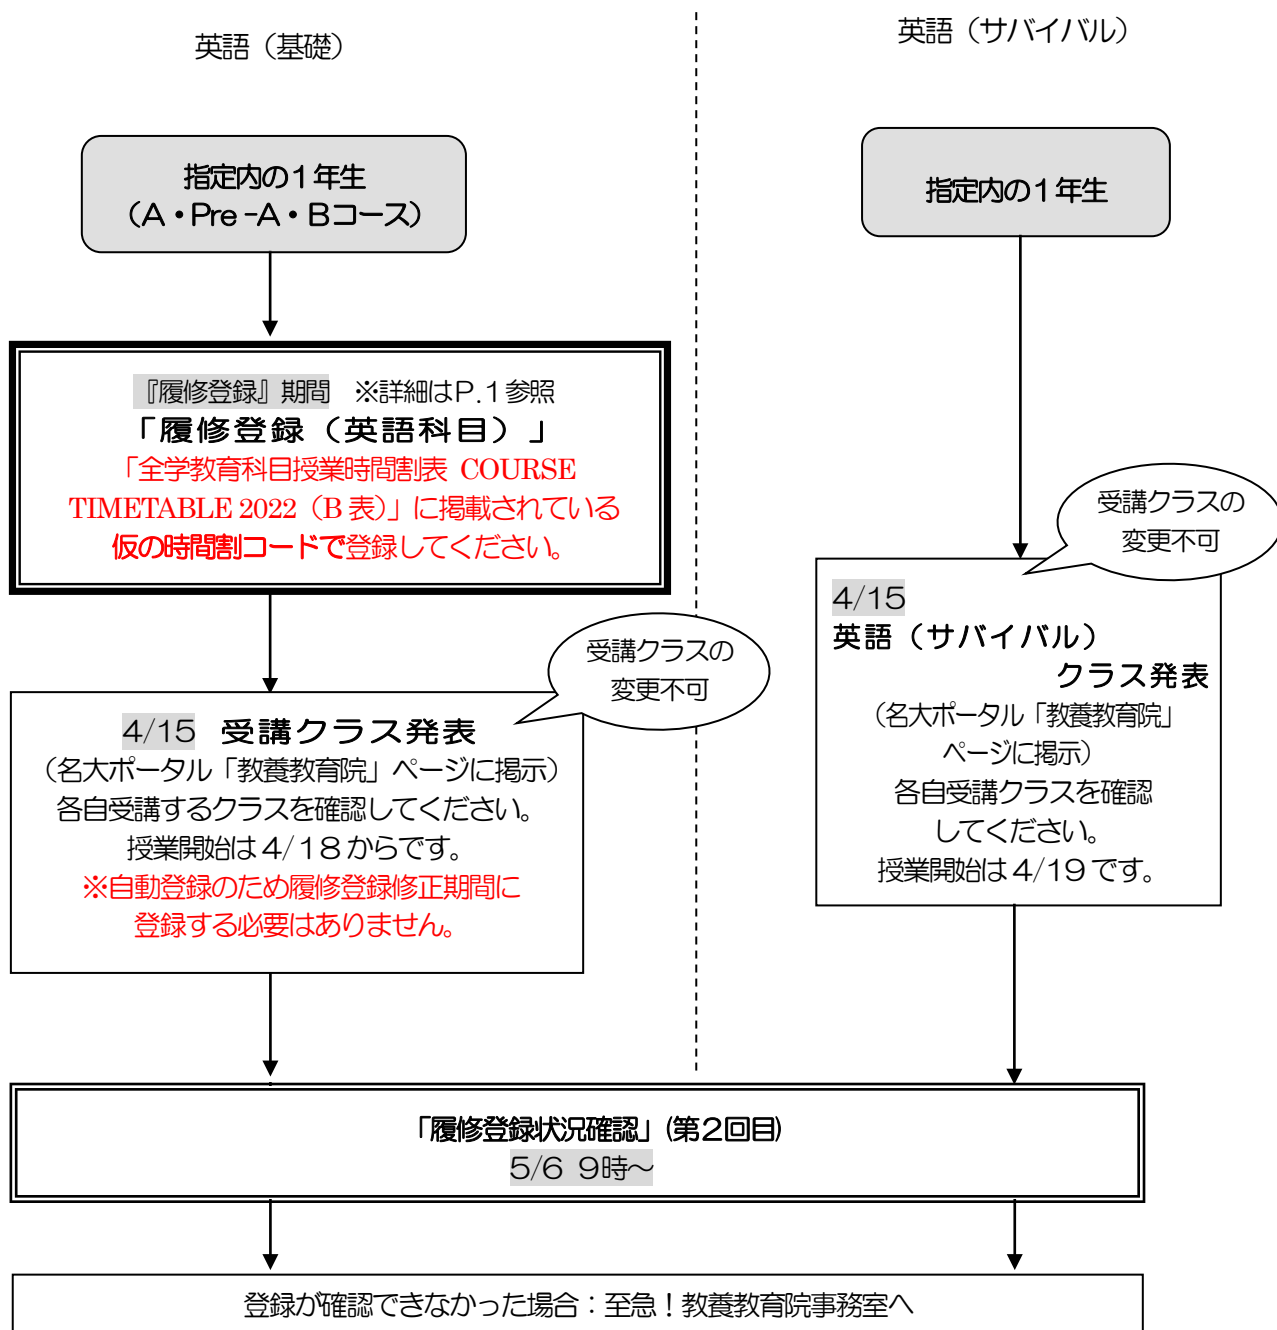 英語（基礎）
指定内の１年生
（A・Pre-A・Bコース）
『履修登録』期間　※詳細はP.１参照
「履修登録（英語科目）」
「全学教育科目授業時間割表 COURSE
TIMETABLE 2022（B 表）」に掲載されている
仮の時間割コードで登録してください。
受講クラスの
変更不可
4/15 受講クラス発表
（名大ポータル「教養教育院」ページに掲示）
各自受講するクラスを確認してください。
授業開始は 4/18 からです。
※自動登録のため履修登録修正期間に
登録する必要はありません。
英語（サバイバル）
指定内の１年生
受講クラスの
変更不可
4/15
英語（サバイバル）
クラス発表
（名大ポータル「教養教育院」
ページに掲示）
各自受講クラスを確認
してください。
授業開始は 4/19 です。
「履修登録状況確認」(第２回目)
5/6 9時～
登録が確認できなかった場合：至急！教養教育院事務室へ